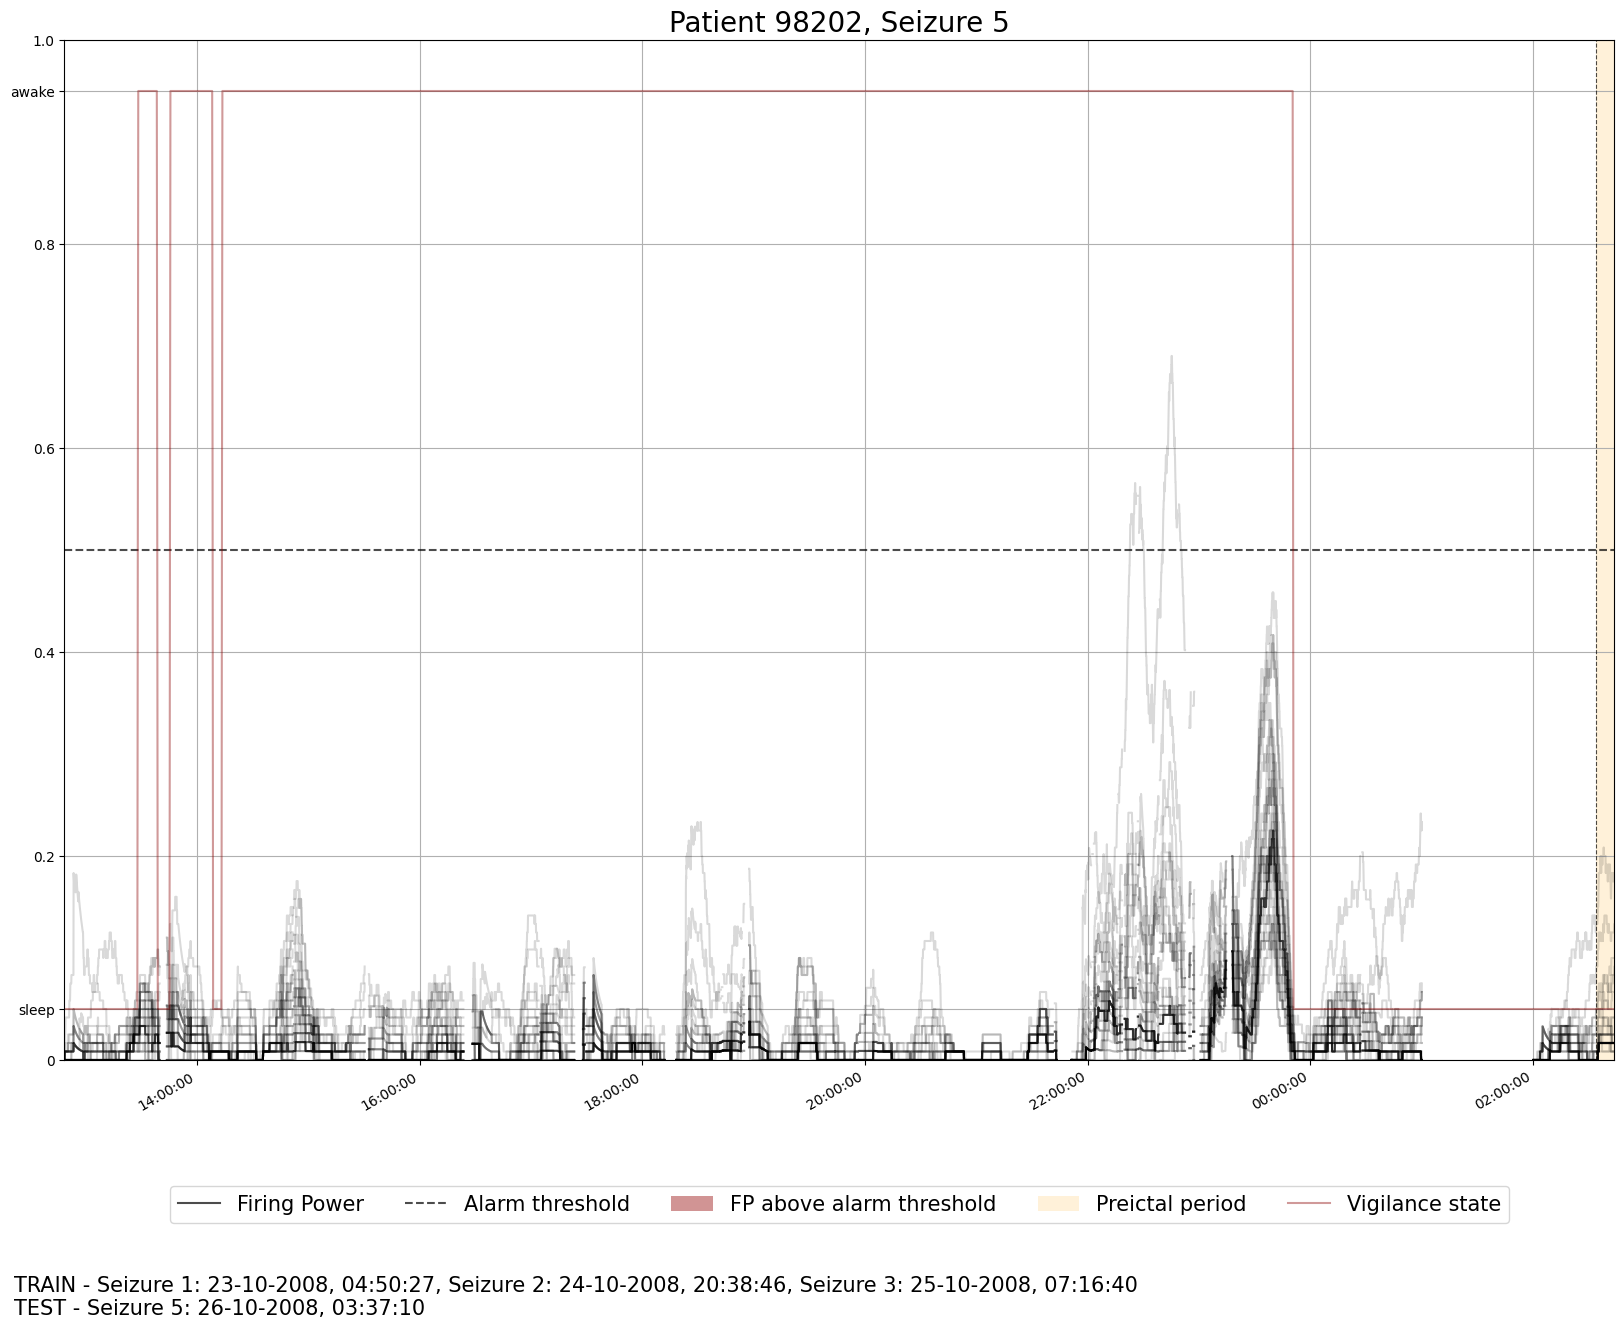 Patient 98202, Seizure 5
1.0
awake
0.8
0.6
0.4
0.2
sleep
0
14:00:00 16:00:00 18:00:00 20:00:00 22:00:00 00:00:00 02:00:00
Firing Power Alarm threshold FP above alarm threshold Preictal period Vigilance state
TRAIN - Seizure 1: 23-10-2008, 04:50:27, Seizure 2: 24-10-2008, 20:38:46, Seizure 3: 25-10-2008, 07:16:40
TEST - Seizure 5: 26-10-2008, 03:37:10